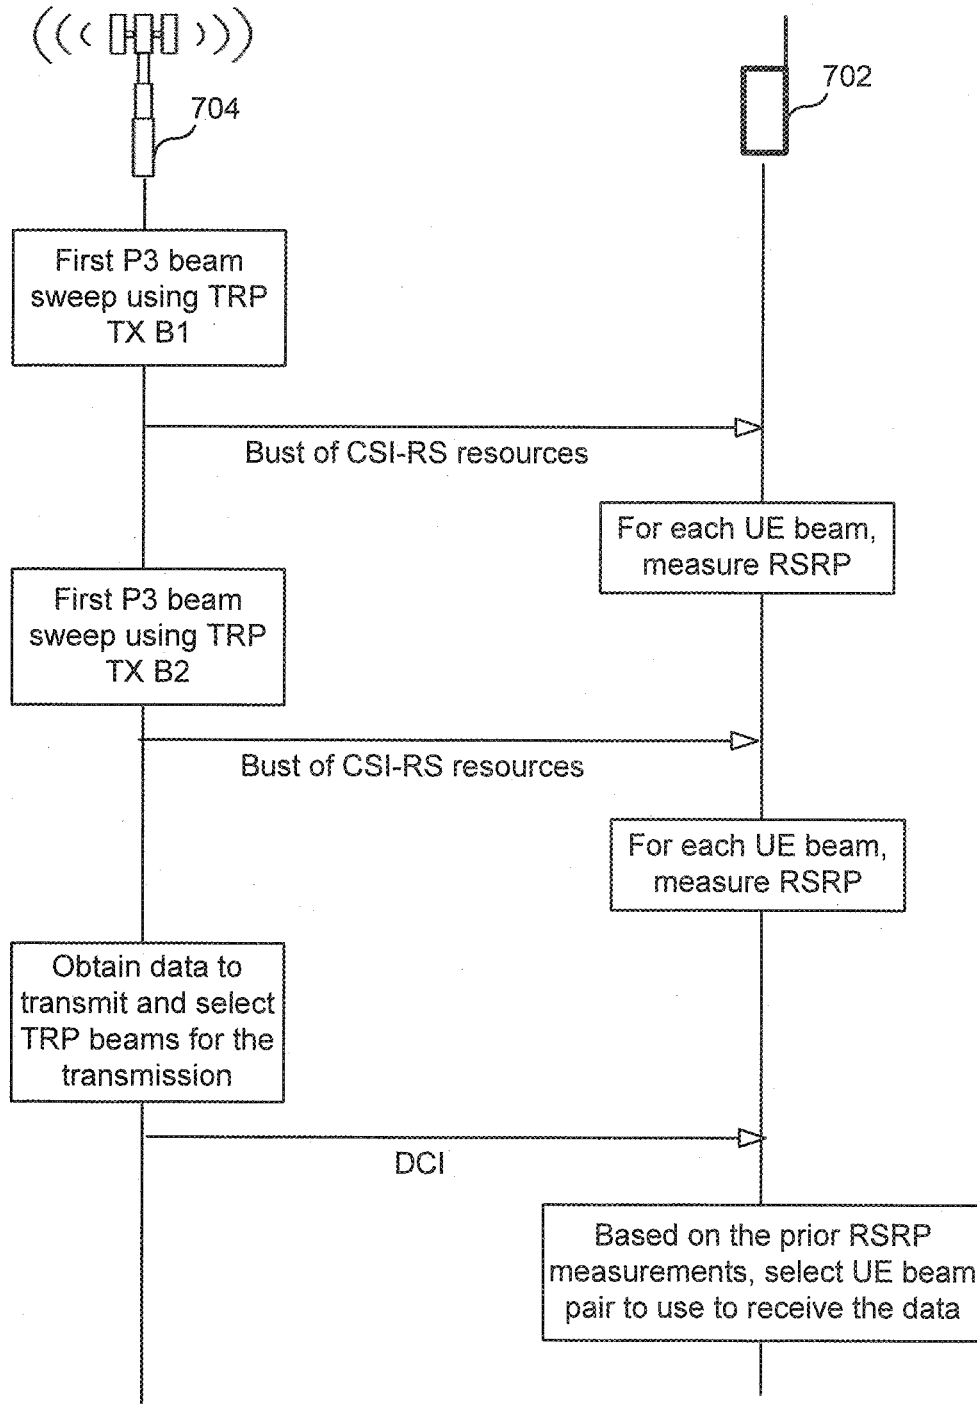 704
702
First P3 beam
sweep using TRP
TX B1
Bust of CSI-RS resources
For each UE beam,
measure RSRP
First P3 beam
sweep using TRP
TX B2
Bust of CSI-RS resources
For each UE beam,
measure RSRP
Obtain data to
transmit and select
TRP beams for the
transmission
DCI
Based on the prior RSRP
measurements, select UE beam
pair to use to receive the data